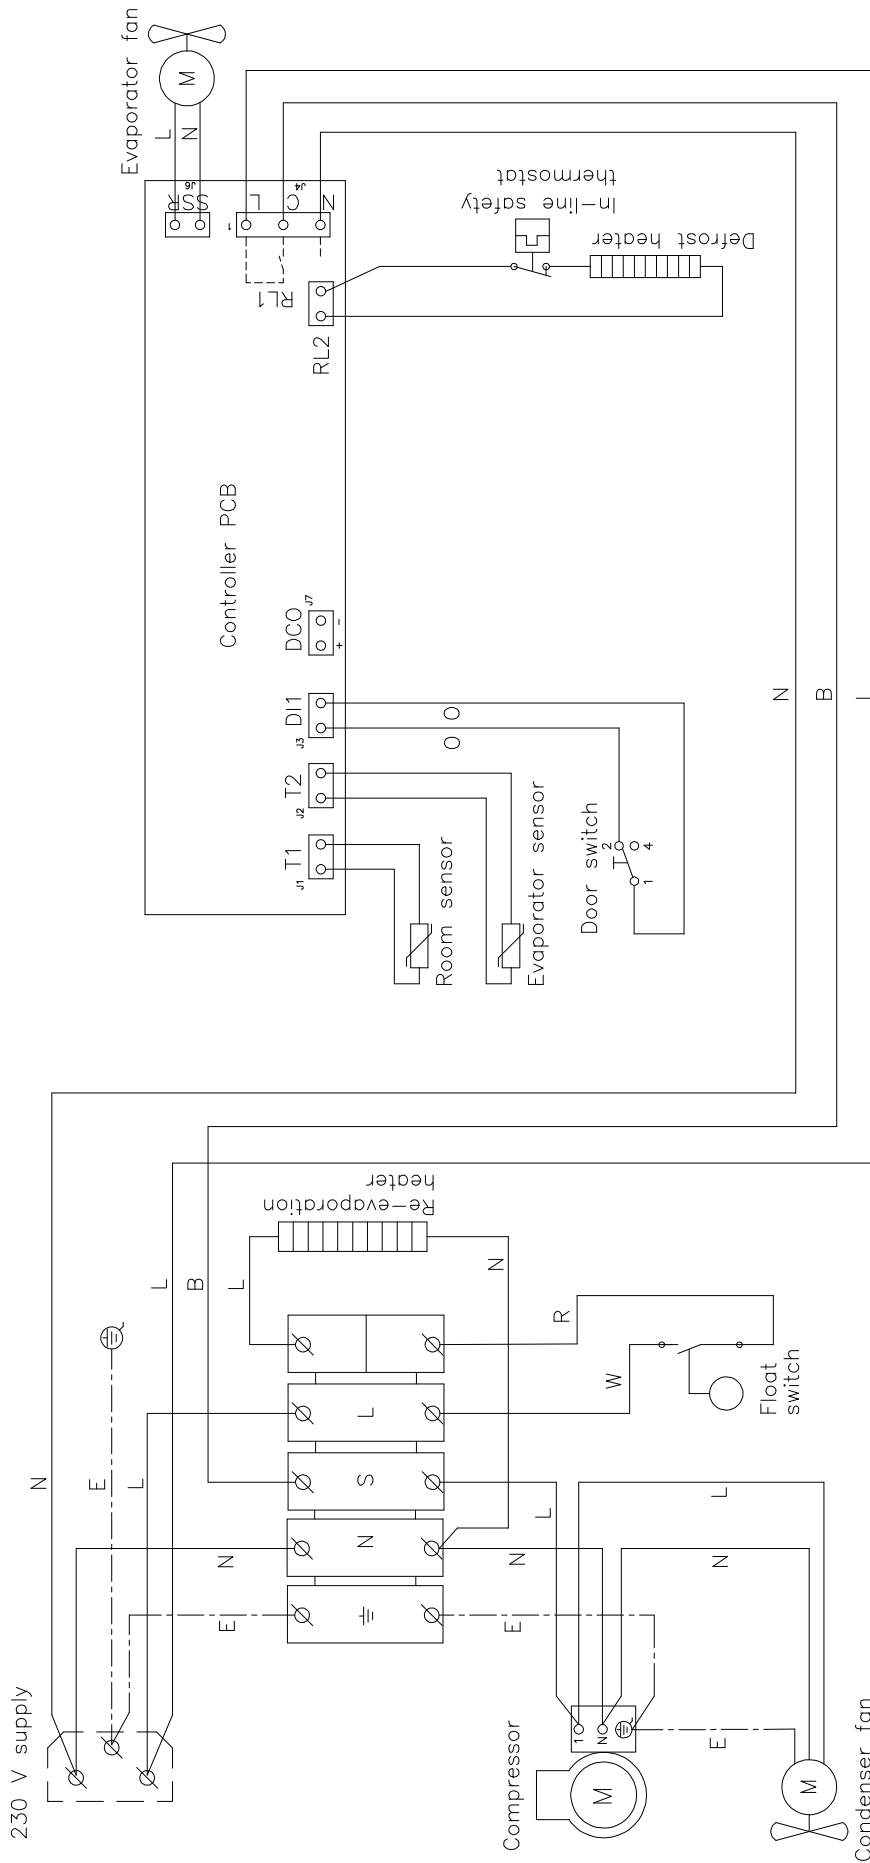 Evaporator fan
M
L
N
SSR
J6
L
C
N
J4
1
RL1
RL2
In-line safety
thermostat
Defrost heater
Controller PCB
DCO
J7
+
-
DI1
J3
T2
J2
T1
J1
O O
Room sensor
Evaporator sensor
Door switch
2
4
1
N
B
L
Re-evaporation
heater
L
B
L
N
N
E
L
R
W
Float
switch
L
S
N
N
E
L
N
E
L
N
230 V supply
Compressor
1
N
M
E
M
Condenser fan